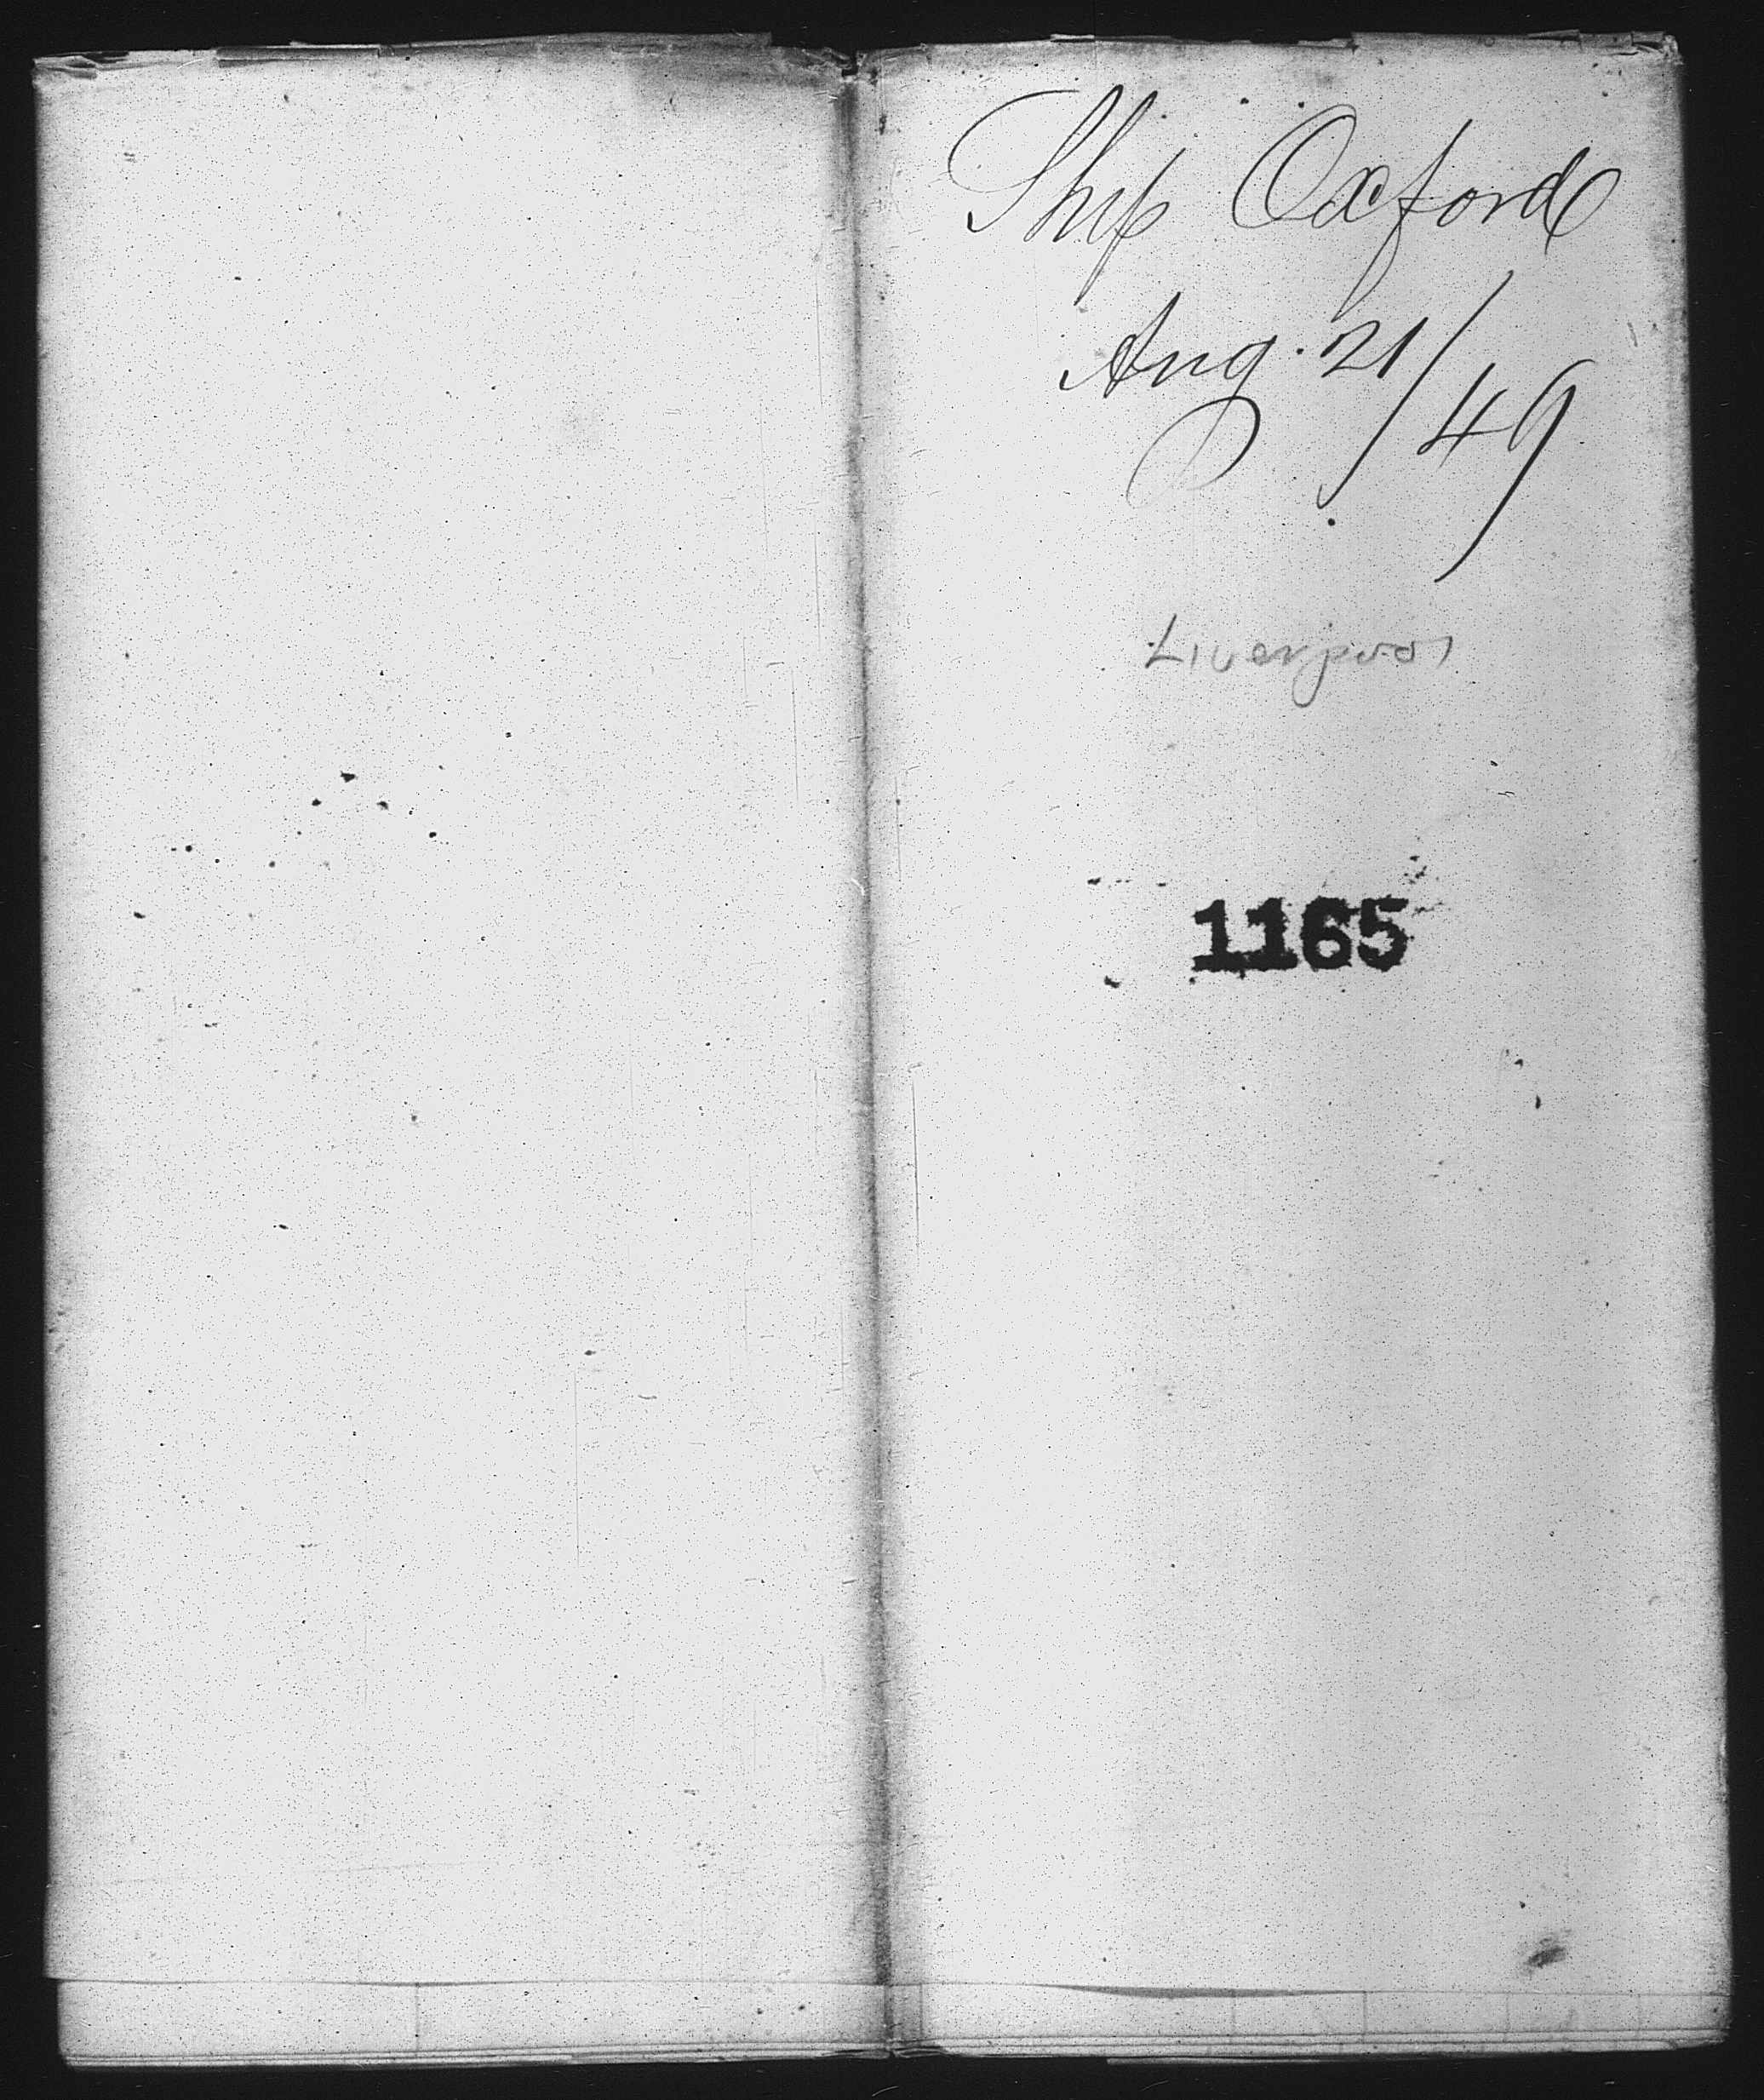 Ship Oxford
Aug. 21/49
Liverpool
1165